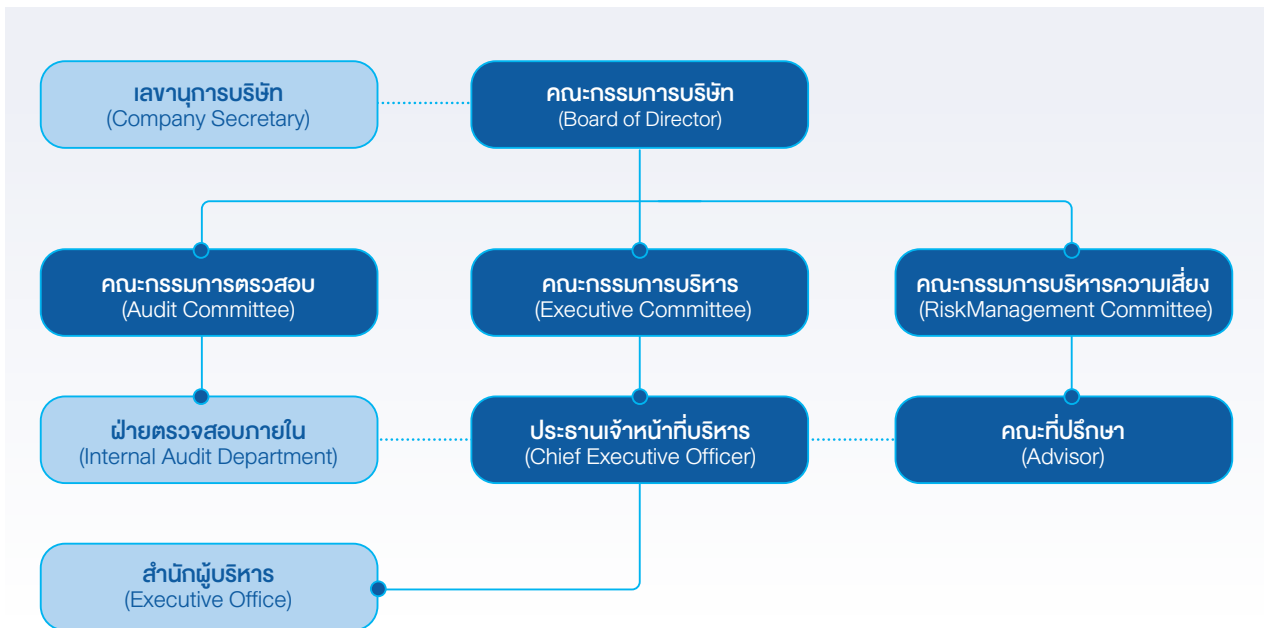 เลขานุการบริษัท
(Company Secretary)
คณะกรรมการบริษัท
(Board of Director)
คณะกรรมการตรวสอบ
(Audit Committee)
คณะกรรมการบริหาร
(Executive Committee)
คณะกรรมการบริหารความเสี่ยง
(RiskManagement Committee)
ฝ่ายตรวจสอบภายใน
(Internal Audit Department)
ประธานเจ้าหน้าที่บริหาร
(Chief Executive Officer)
คณะที่ปรึกษา
(Advisor)
สำนักผู้บริหาร
(Executive Office)